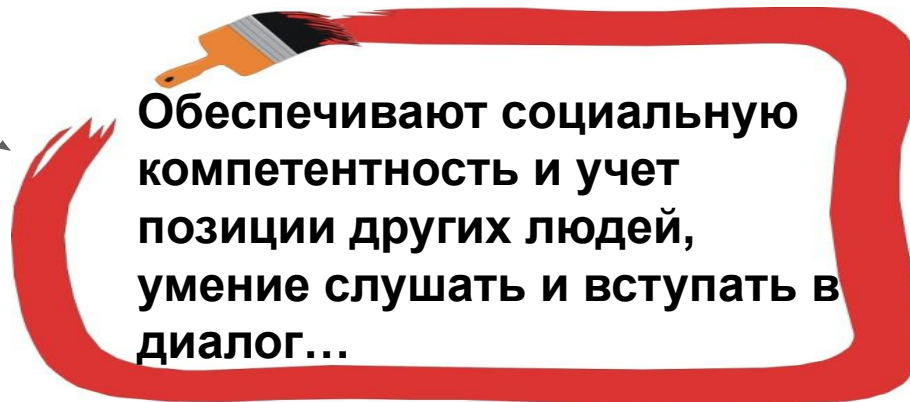 Обеспечивают социальную
компетентность и учет
позиции других людей,
умение слушать и вступать в
диалог…